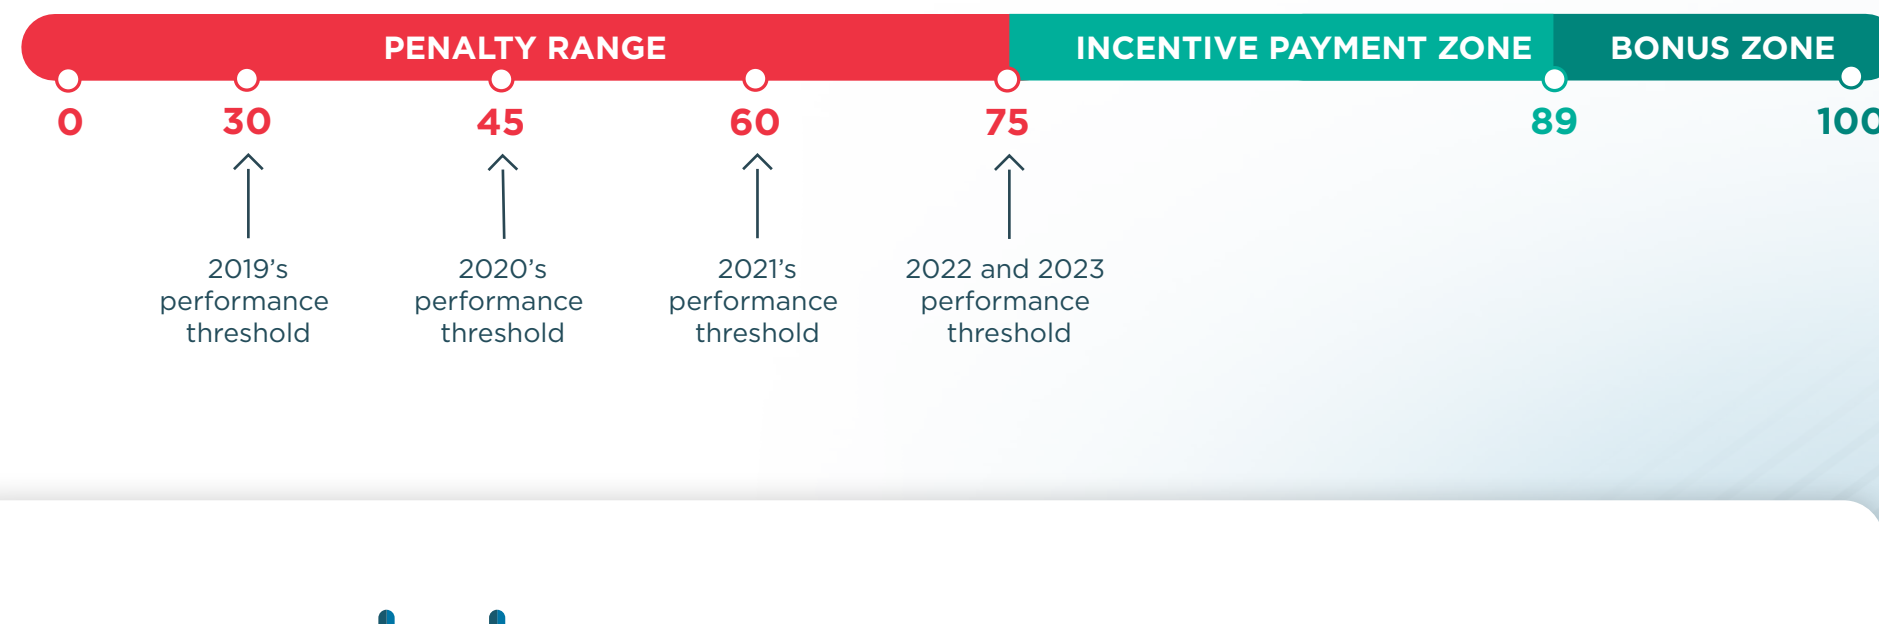 PENALTY RANGE
INCENTIVE PAYMENT ZONE
BONUS ZONE
0
30
45
60
75
89
100
2019's
performance
threshold
2020's
performance
threshold
2021's
performance
threshold
2022 and 2023
performance
threshold